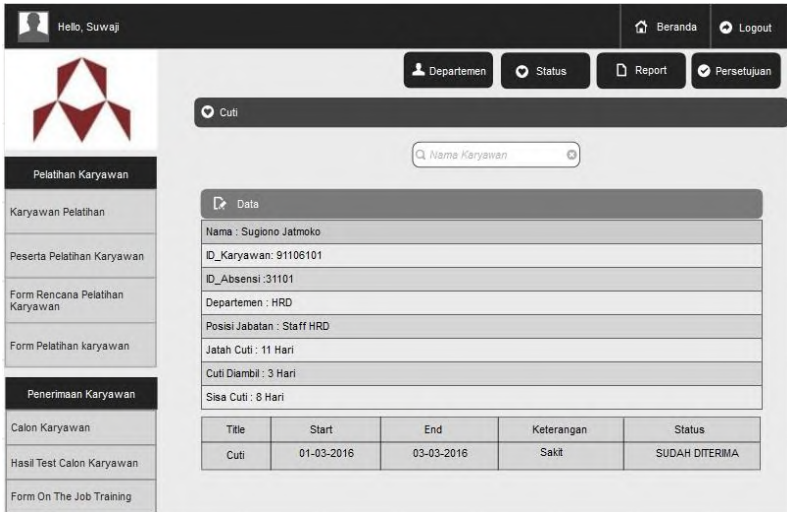 Hello, Suwaji
Beranda
Logout
Departemen
Status
Report
Persetujuan
Cuti
Nama Karyawan
Pelatihan Karyawan
Karyawan Pelatihan
Peserta Pelatihan Karyawan
Form Rencana Pelatihan
Karyawan
Form Pelatihan karyawan
Penerimaan Karyawan
Calon Karyawan
Hasil Test Calon Karyawan
Form On The Job Training
Data
Nama : Sugiono Jatmoko
ID_Karyawan: 91106101
ID_Absensi :31101
Departemen : HRD
Posisi Jabatan : Staff HRD
Jatah Cuti : 11 Hari
Cuti Diambil : 3 Hari
Sisa Cuti : 8 Hari
Title Start End Keterangan Status
Cuti 01-03-2016 03-03-2016 Sakit SUDAH DITERIMA